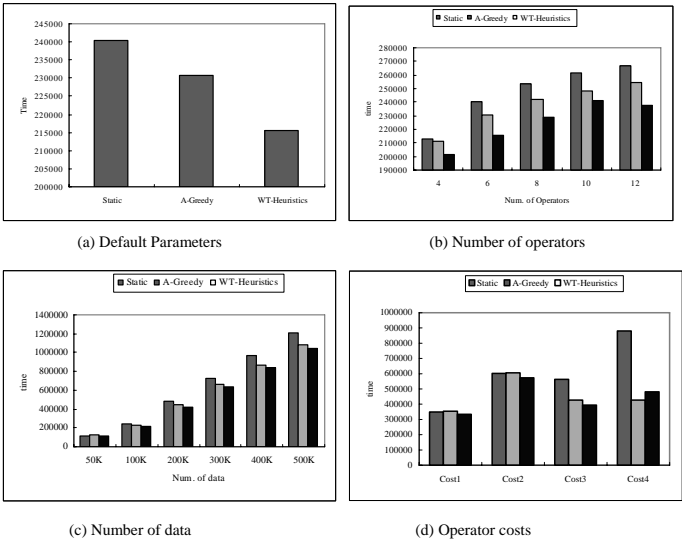 245000
240000
235000
230000
225000
220000
215000
210000
205000
200000
Time
Static A-Greedy WT-Heuristics
(a) Default Parameters
Static A-Greedy WT-Heuristics
280000
270000
260000
250000
240000
230000
220000
210000
200000
190000
time
4 6 8 10 12
Num. of Operators
(b) Number of operators
Static A-Greedy WT-Heuristics
1400000
1200000
1000000
800000
600000
400000
200000
0
time
50K 100K 200K 300K 400K 500K
Num. of data
(c) Number of data
Static A-Greedy WT-Heuristics
1000000
900000
800000
700000
600000
500000
400000
300000
200000
100000
0
time
Cost1 Cost2 Cost3 Cost4
(d) Operator costs